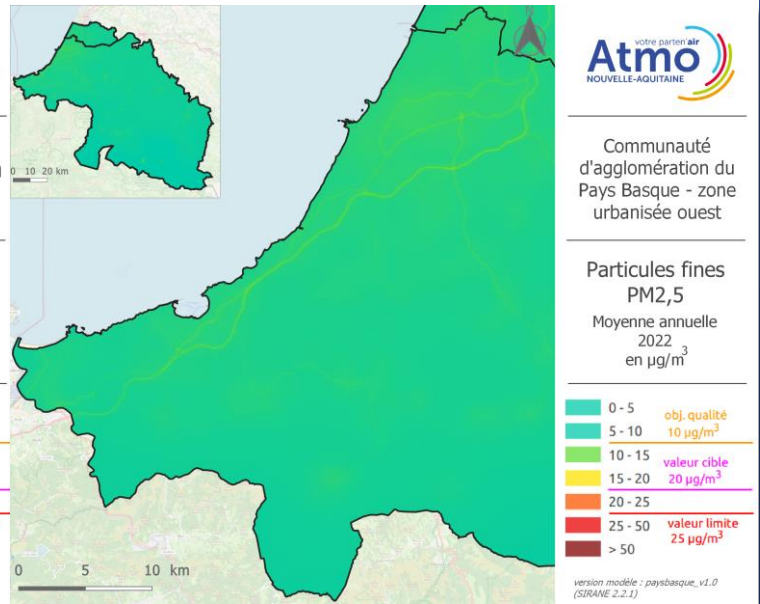 0 10 20 km
votre parten'air
Atmo
NOUVELLE-AQUITAINE
Communauté
d'agglomération du
Pays Basque - zone
urbanisée ouest
Particules fines
PM2,5
Moyenne annuelle
2022
en µg/m³
0 - 5
5 - 10
obj. qualité
10 µg/m³
10 - 15
15 - 20
valeur cible
20 µg/m³
20 - 25
25 - 50
valeur limite
25 µg/m³
> 50
0 5 10 km
version modèle : paysbasque_v1.0
(SIRANE 2.2.1)